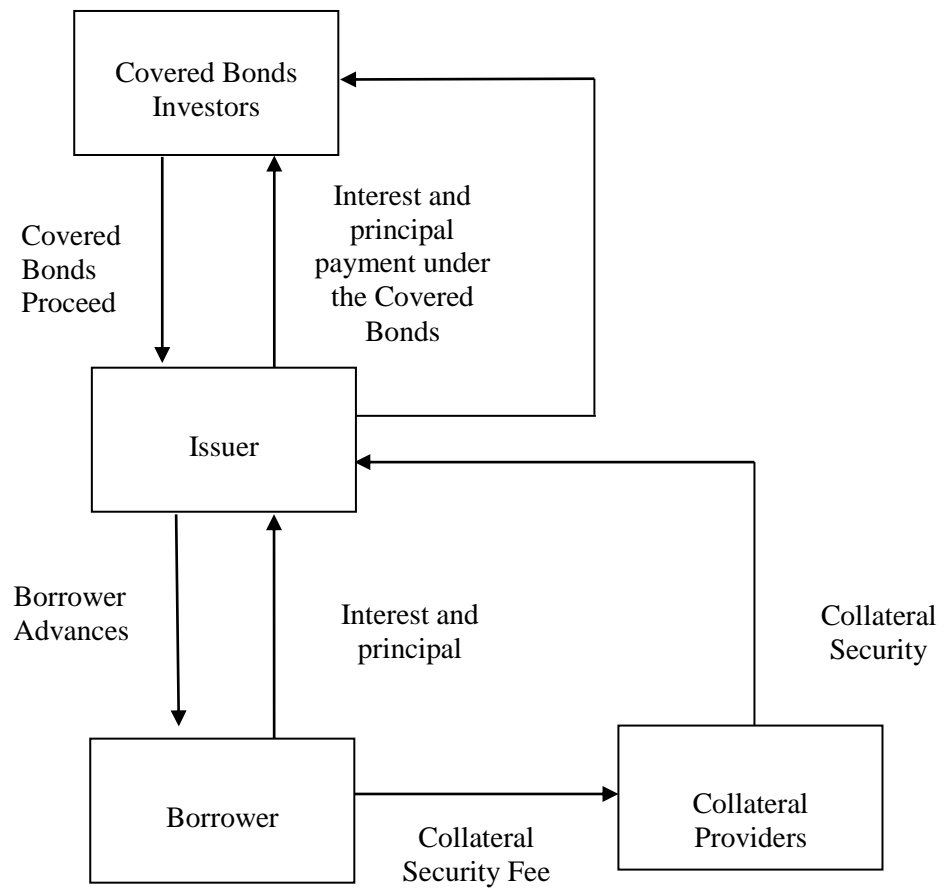 Covered Bonds
Investors
Covered
Bonds
Proceed
Interest and
principal
payment under
the Covered
Bonds
Issuer
Borrower
Advances
Interest and
principal
Collateral
Security
Borrower
Collateral
Security Fee
Collateral
Providers